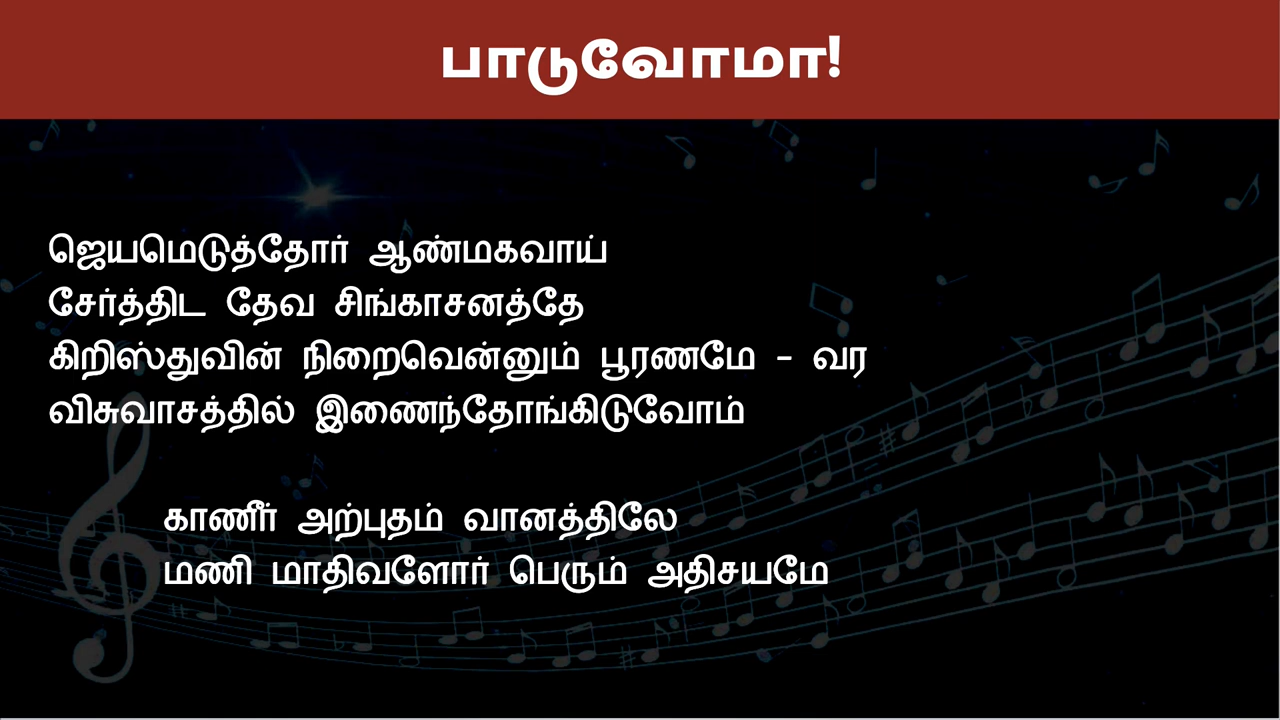 பாடுவோமா!
ஜெயமெடுத்தோர் ஆண்மகவாய்
சேர்த்திட தேவ சிங்காசனத்தே
கிறிஸ்துவின் நிறைவென்னும் பூரணமே - வர
விசுவாசத்தில் இணைந்தோங்கிடுவோம்
காணீர் அற்புதம் வானத்திலே
மணி மாதிவளோர் பெரும் அதிசயமே